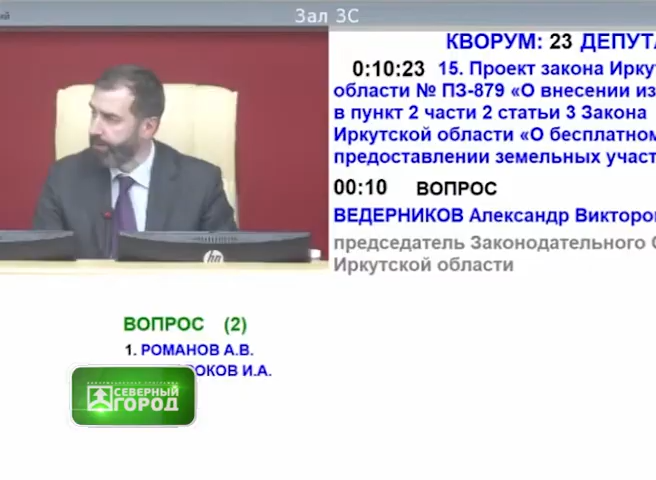 Зал ЗС
КВОРУМ: 23 ДЕПУТА
0:10:23 15. Проект закона Ирку
области № ПЗ-879 «О внесении из
в пункт 2 части 2 статьи 3 Закона
Иркутской области «О бесплатном
предоставлении земельных участ
00:10 ВОПРОС
ВЕДЕРНИКОВ Александр Викторо
председатель Законодательного С
Иркутской области
hp
ВОПРОС (2)
1. РОМАНОВ А.В.
ОКОВ И.А.
СЕВЕРНЫЙ
ГОРОД